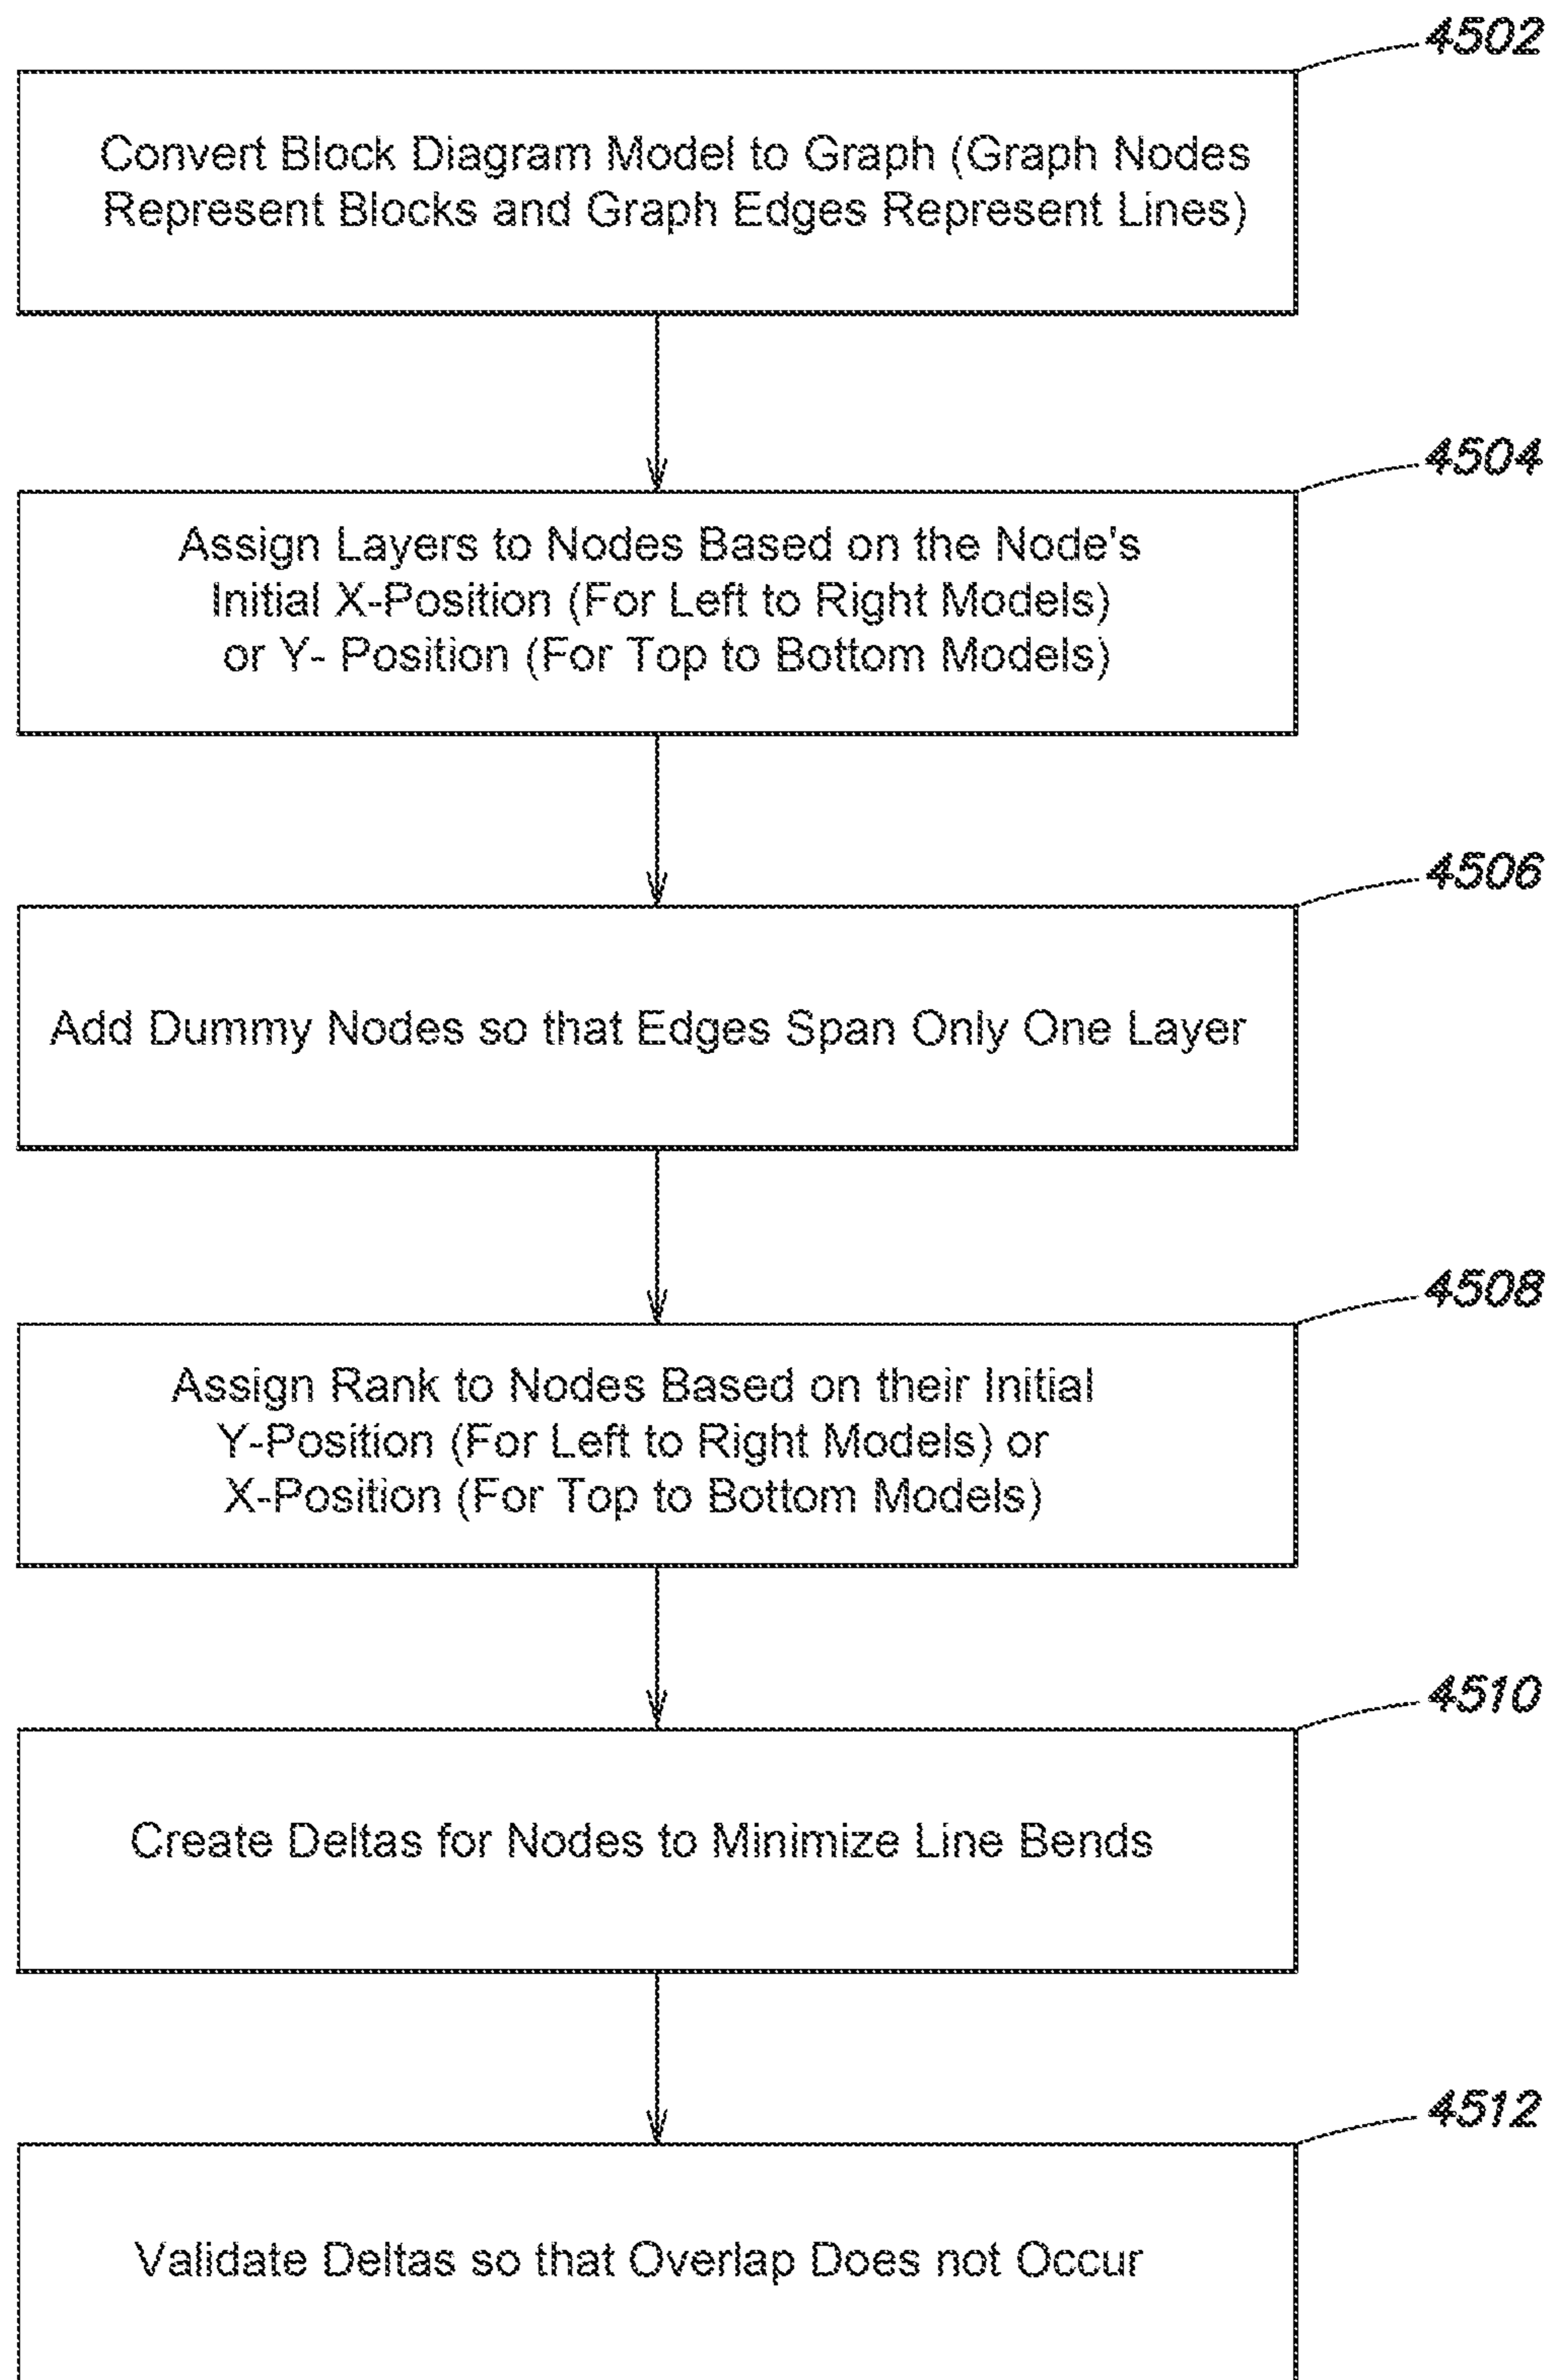 4502
Convert Block Diagram Model to Graph (Graph Nodes
Represent Blocks and Graph Edges Represent Lines)
4504
Assign Layers to Nodes Based on the Node's
Initial X-Position (For Left to Right Models)
or Y- Position (For Top to Bottom Models)
4506
Add Dummy Nodes so that Edges Span Only One Layer
4508
Assign Rank to Nodes Based on their Initial
Y-Position (For Left to Right Models) or
X-Position (For Top to Bottom Models)
4510
Create Deltas for Nodes to Minimize Line Bends
4512
Validate Deltas so that Overlap Does not Occur